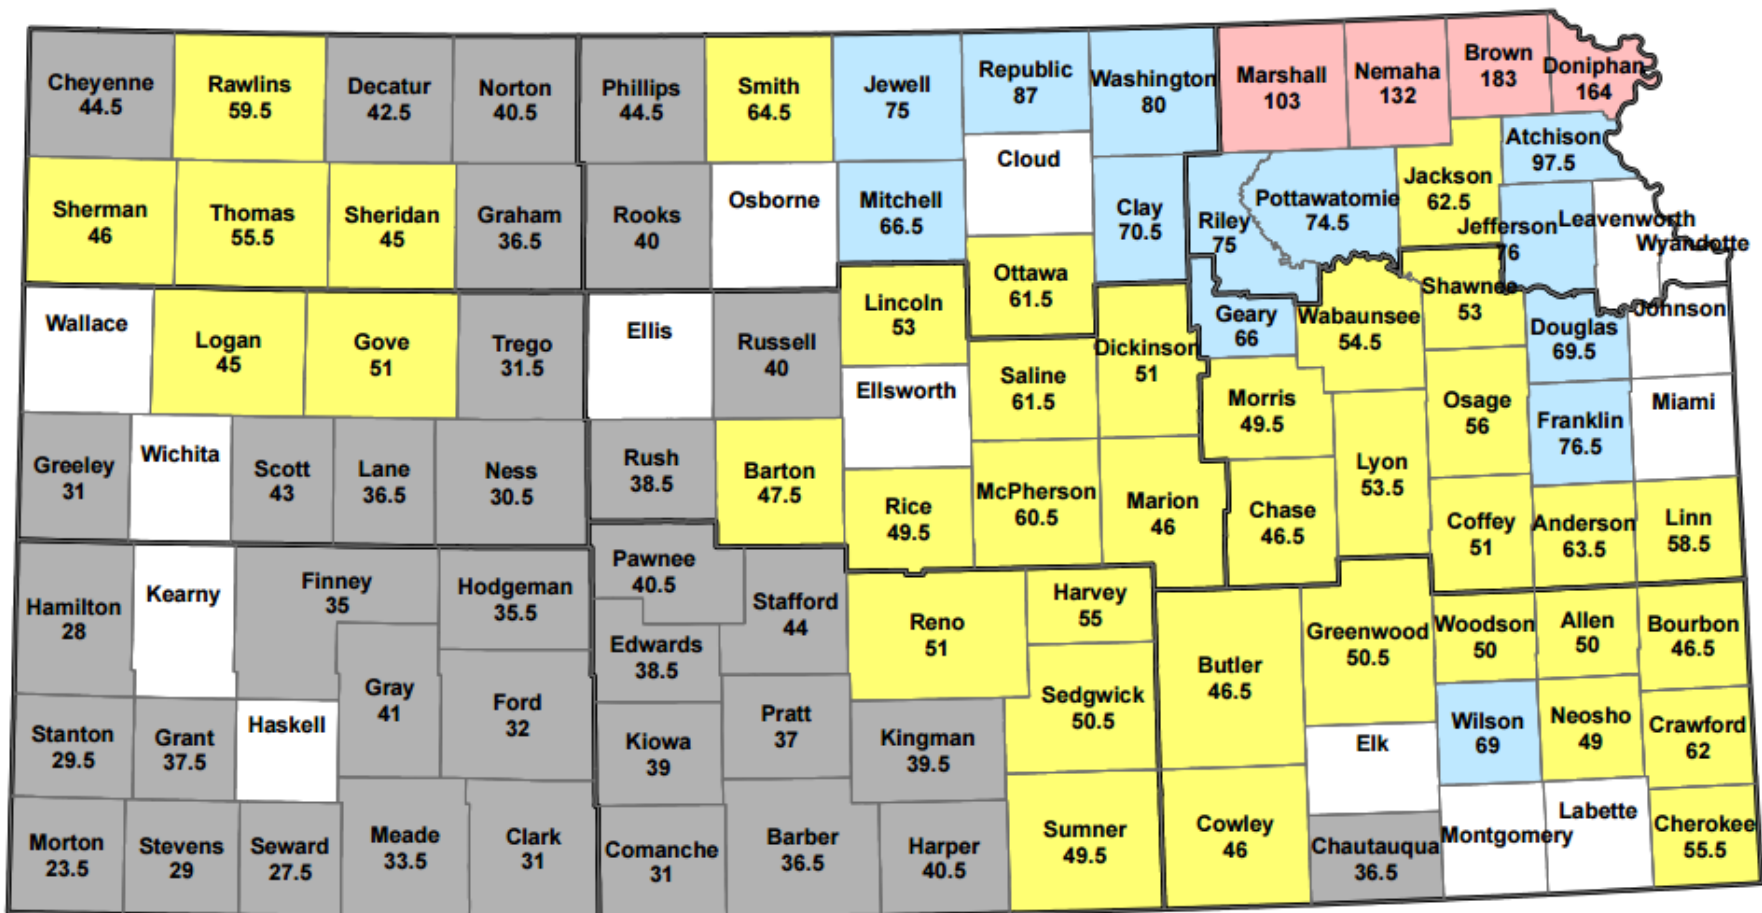 Cheyenne
44.5
Rawlins
59.5
Decatur
42.5
Norton
40.5
Phillips
44.5
Smith
64.5
Jewell
75
Republic
87
Washington
80
Marshall
103
Nemaha
132
Brown
183
Doniphan
164
Atchison
97.5
Sherman
46
Thomas
55.5
Sheridan
45
Graham
36.5
Rooks
40
Osborne
Mitchell
66.5
Cloud
Clay
70.5
Riley
75
Pottawatomie
74.5
Jackson
62.5
Jefferson
76
Leavenworth
Wyandotte
Ottawa
61.5
Lincoln
53
Wallace
Logan
45
Gove
51
Trego
31.5
Ellis
Russell
40
Ellsworth
Saline
61.5
Dickinson
51
Geary
66
Wabaunsee
54.5
Shawnee
53
Douglas
69.5
Johnson
Morris
49.5
Osage
56
Franklin
76.5
Miami
Greeley
31
Wichita
Scott
43
Lane
36.5
Ness
30.5
Rush
38.5
Barton
47.5
Rice
49.5
McPherson
60.5
Marion
46
Chase
46.5
Lyon
53.5
Coffey
51
Anderson
63.5
Linn
58.5
Hamilton
28
Kearny
Finney
35
Hodgeman
35.5
Pawnee
40.5
Stafford
44
Edwards
38.5
Reno
51
Harvey
55
Butler
46.5
Greenwood
50.5
Woodson
50
Allen
50
Bourbon
46.5
Gray
41
Ford
32
Sedgwick
50.5
Stanton
29.5
Grant
37.5
Haskell
Kiowa
39
Pratt
37
Kingman
39.5
Elk
Wilson
69
Neosho
49
Crawford
62
Morton
23.5
Stevens
29
Seward
27.5
Meade
33.5
Clark
31
Comanche
31
Barber
36.5
Harper
40.5
Sumner
49.5
Cowley
46
Chautauqua
36.5
Montgomery
Labette
Cherokee
55.5